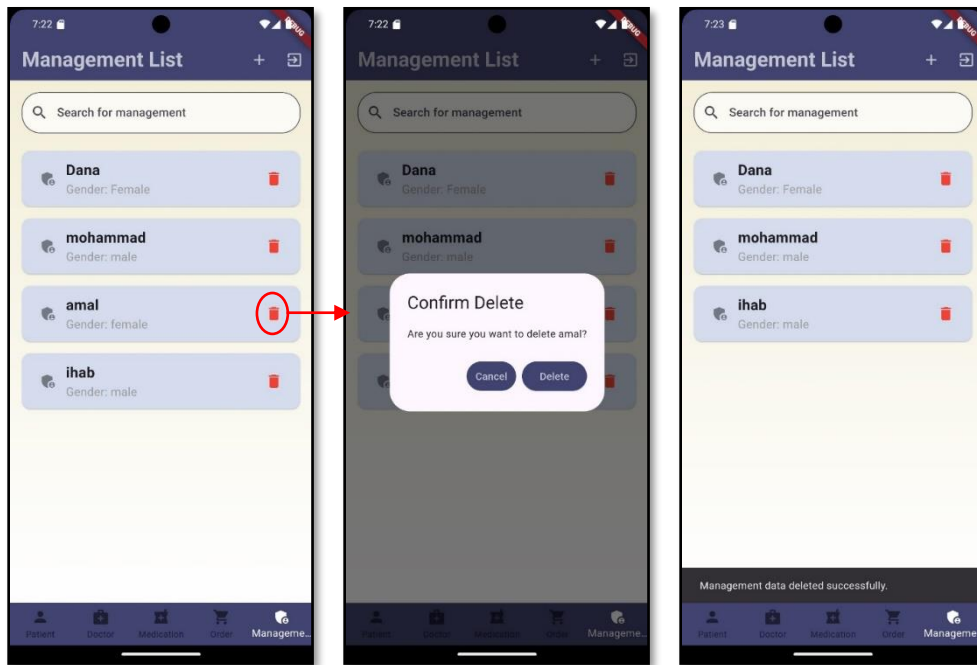 7:22
DEBUG
Management List
Search for management
Dana
Gender: Female
mohammad
Gender: male
amal
Gender: female
ihab
Gender: male
Patient
Doctor
Medication
Order
Manageme...
7:22
DEBUG
Management List
Search for management
Dana
Gender: Female
mohammad
Gender: male
Confirm Delete
Are you sure you want to delete amal?
Cancel
Delete
Patient
Doctor
Medication
Order
Manageme...
7:23
Management List
Search for management
Dana
Gender: Female
mohammad
Gender: male
ihab
Gender: male
Management data deleted successfully.
Patient
Doctor
Medication
Order
Manageme